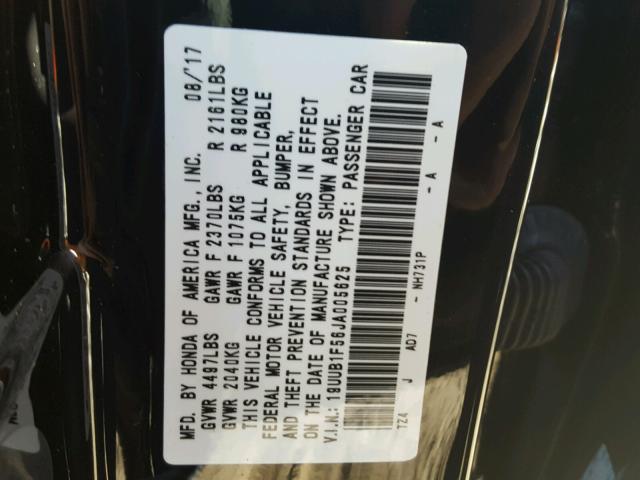 MFD. BY HONDA OF AMERICA MFG., INC. 08/'17
GVWR 4497LBS GAWR F 2370LBS R 2161LBS
GVWR 2040KG GAWR F 1075KG R 980KG
THIS VEHICLE CONFORMS TO ALL APPLICABLE
FEDERAL MOTOR VEHICLE SAFETY, BUMPER,
AND THEFT PREVENTION STANDARDS IN EFFECT
ON THE DATE OF MANUFACTURE SHOWN ABOVE.
V.I.N.: 19UUB1F56JA005625 TYPE: PASSENGER CAR
TZ4 J AD7 - NH731P - A - A